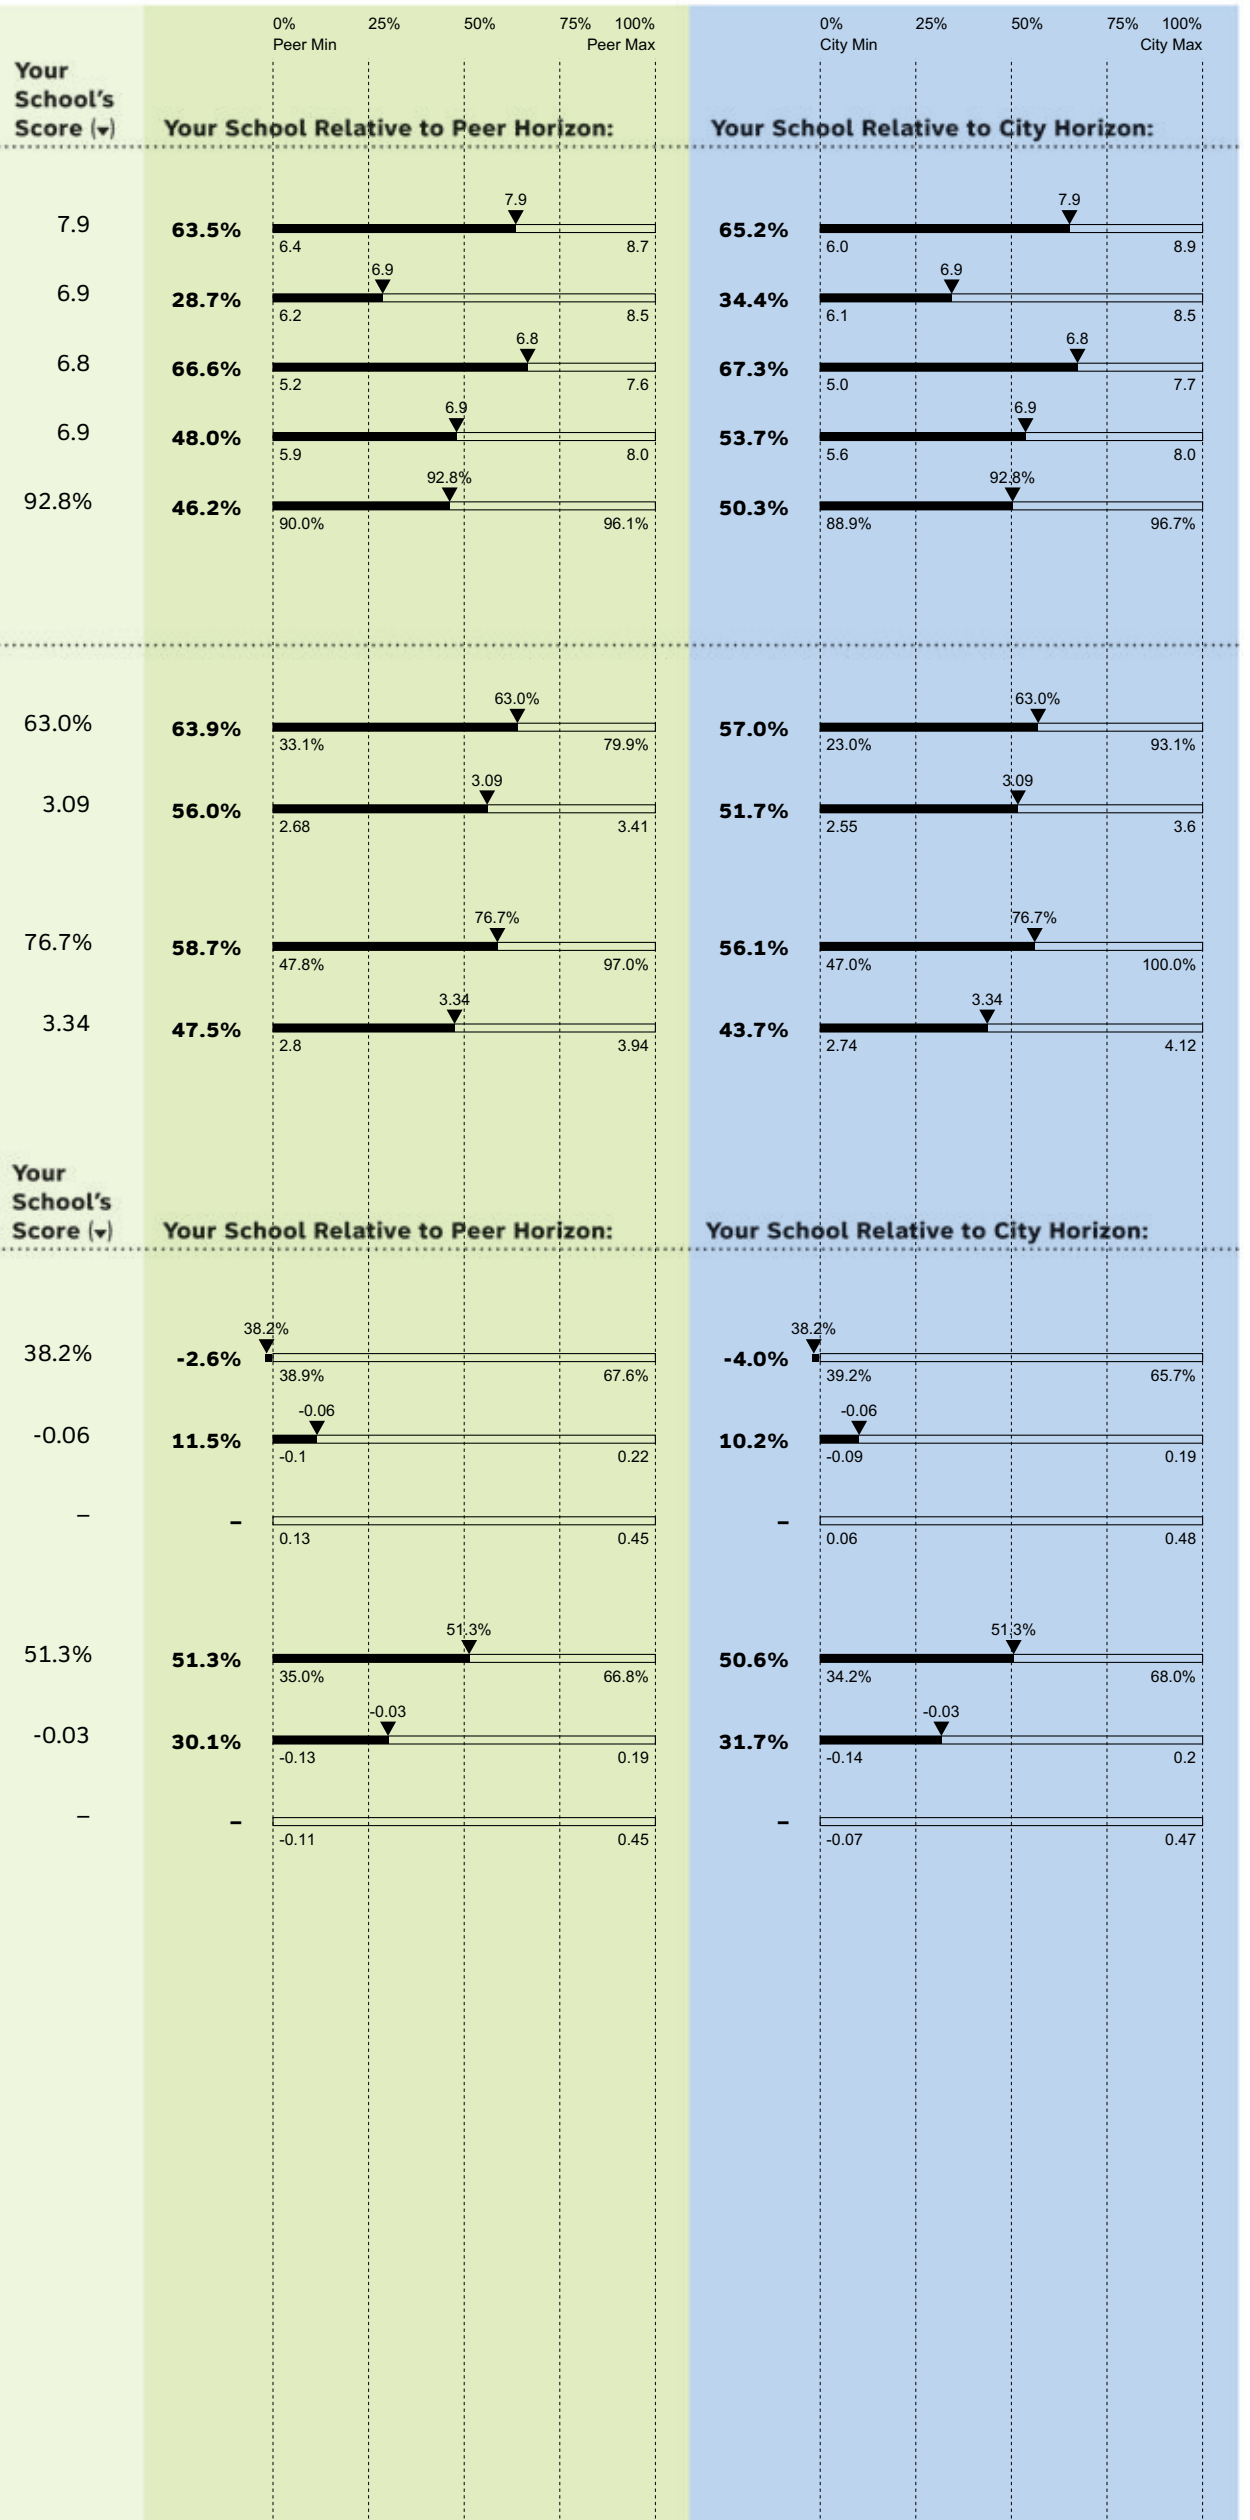 0% 25% 50% 75% 100% 0% 25% 50% 75% 100%
Peer Min Peer Max City Min City Max
Your
School's
Score (▾) Your School Relative to Peer Horizon: Your School Relative to City Horizon:
7.9 7.9
7.9 63.5% 65.2%
6.4 8.7 6.0 8.9
6.9 6.9
6.9 28.7% 34.4%
6.2 8.5 6.1 8.5
6.8 6.8
6.8 66.6% 67.3%
5.2 7.6 5.0 7.7
6.9 6.9
6.9 48.0% 53.7%
5.9 8.0 5.6 8.0
92.8% 92.8%
92.8% 46.2% 50.3%
90.0% 96.1% 88.9% 96.7%
63.0% 63.0%
63.0% 63.9% 57.0%
33.1% 79.9% 23.0% 93.1%
3.09 3.09
3.09 56.0% 51.7%
2.68 3.41 2.55 3.6
76.7% 76.7%
76.7% 58.7% 56.1%
47.8% 97.0% 47.0% 100.0%
3.34 3.34
3.34 47.5% 43.7%
2.8 3.94 2.74 4.12
Your
School's
Score (▾) Your School Relative to Peer Horizon: Your School Relative to City Horizon:
38.2% 38.2%
38.2% -2.6% -4.0%
38.9% 67.6% 39.2% 65.7%
-0.06 -0.06
-0.06 11.5% 10.2%
-0.1 0.22 -0.09 0.19
– – –
0.13 0.45 0.06 0.48
51.3% 51.3%
51.3% 51.3% 50.6%
35.0% 66.8% 34.2% 68.0%
-0.03 -0.03
-0.03 30.1% 31.7%
-0.13 0.19 -0.14 0.2
– – –
-0.11 0.45 -0.07 0.47